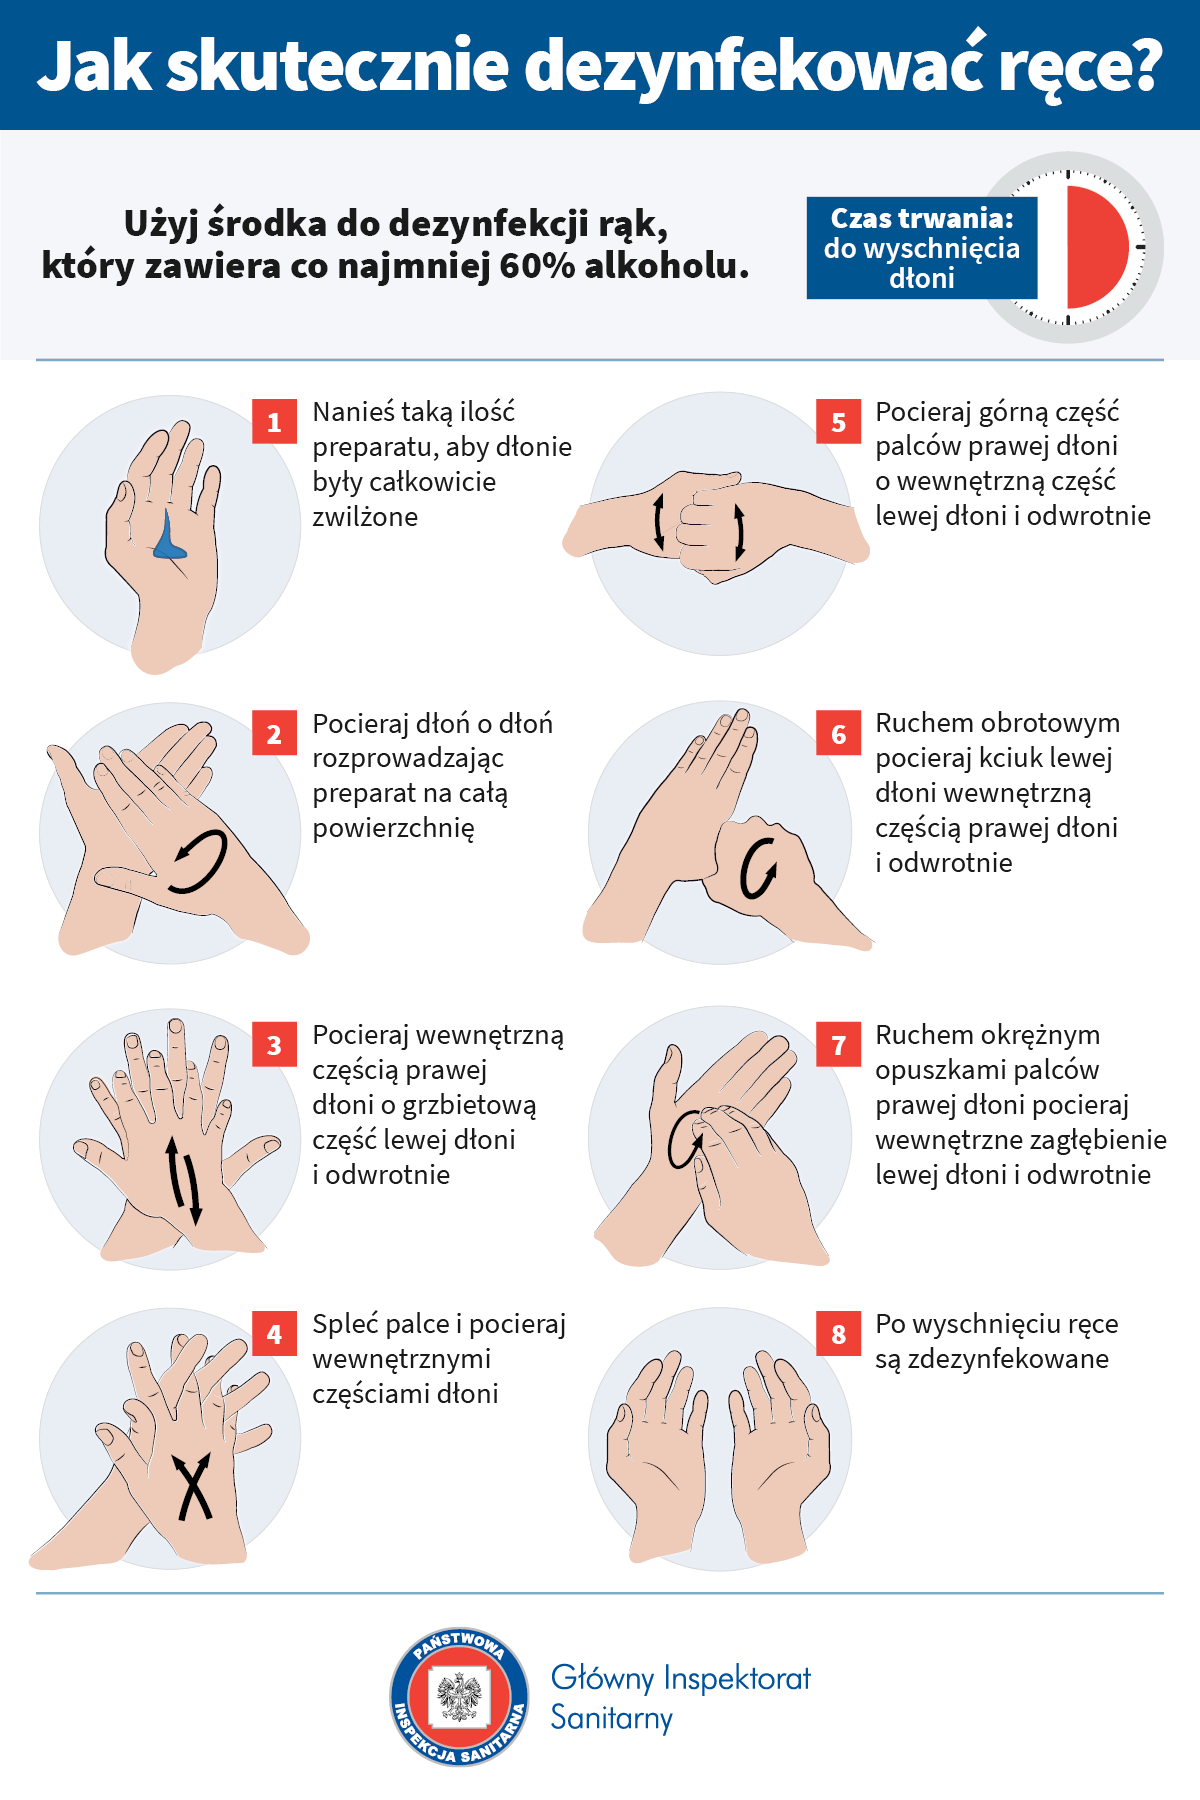 Jak skutecznie dezynfekować ręce?
Użyj środka do dezynfekcji rąk,
który zawiera co najmniej 60% alkoholu.
Czas trwania:
do wyschnięcia
dłoni
1
Nanieś taką ilość
preparatu, aby dłonie
były całkowicie
zwilżone
2
Pocieraj dłoń o dłoń
rozprowadzając
preparat na całą
powierzchnię
3
Pocieraj wewnętrzną
częścią prawej
dłoni o grzbietową
część lewej dłoni
i odwrotnie
4
Spleć palce i pocieraj
wewnętrznymi
częściami dłoni
5
Pocieraj górną część
palców prawej dłoni
o wewnętrzną część
lewej dłoni i odwrotnie
6
Ruchem obrotowym
pocieraj kciuk lewej
dłoni wewnętrzną
częścią prawej dłoni
i odwrotnie
7
Ruchem okrężnym
opuszkami palców
prawej dłoni pocieraj
wewnętrzne zagłębienie
lewej dłoni i odwrotnie
8
Po wyschnięciu ręce
są zdezynfekowane
PAŃSTWOWA
INSPEKCJA SANITARNA
Główny Inspektorat
Sanitarny